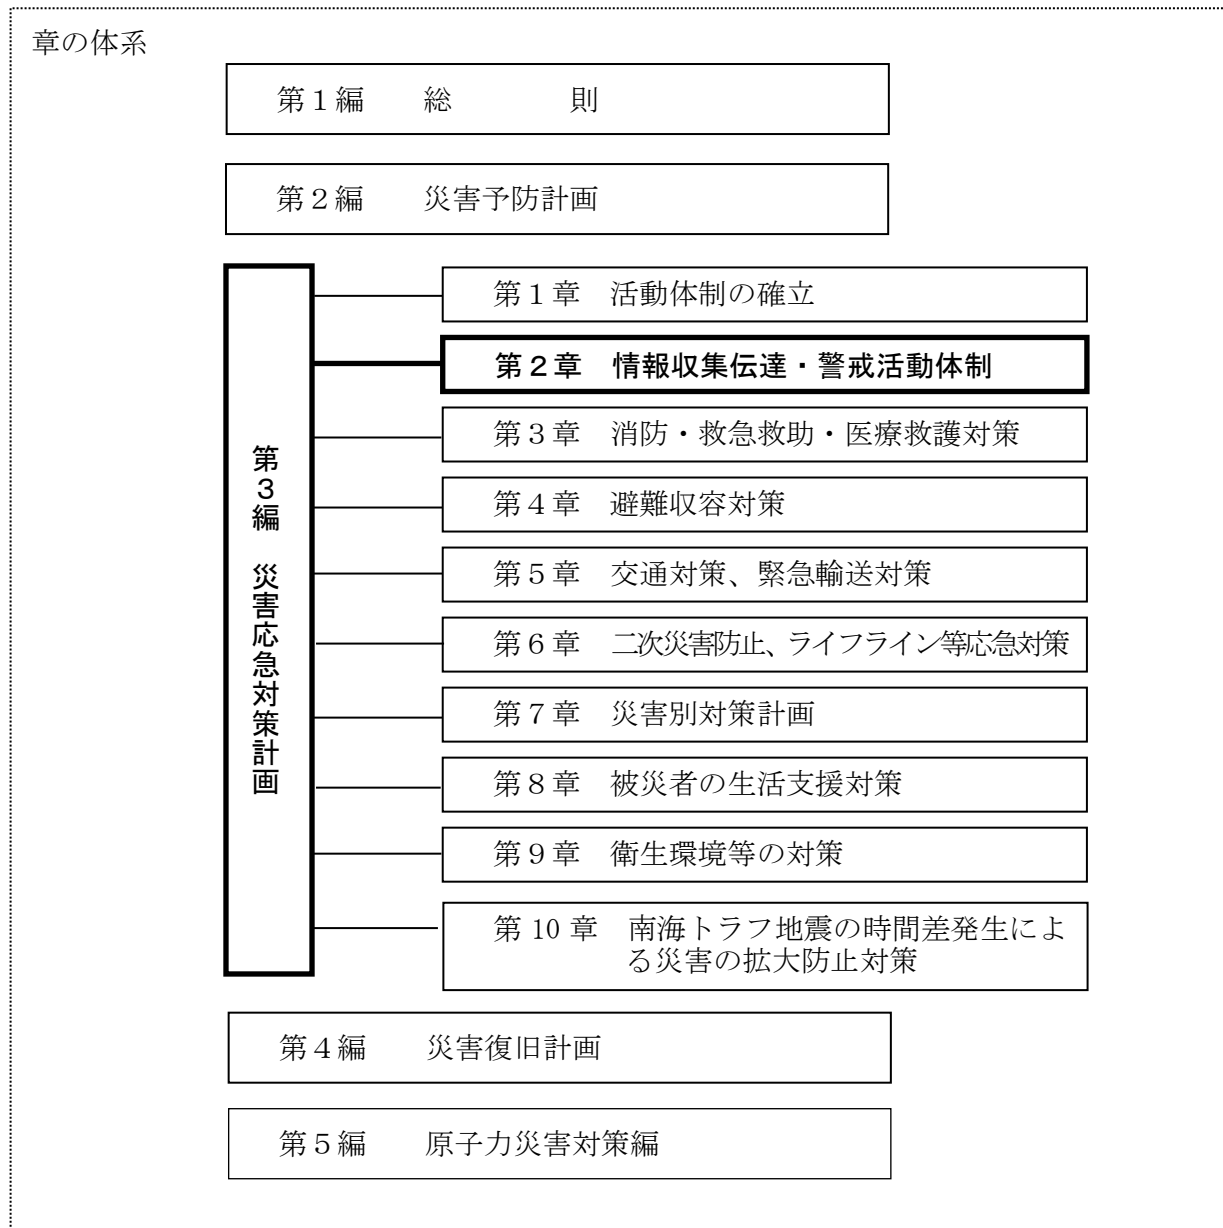 章の体系
第１編　　総　　　　則
第２編　　災害予防計画
第３編　災害応急対策計画
第１章　活動体制の確立
第２章　情報収集伝達・警戒活動体制
第３章　消防・救急救助・医療救護対策
第４章　避難収容対策
第５章　交通対策、緊急輸送対策
第６章　二次災害防止、ライフライン等応急対策
第７章　災害別対策計画
第８章　被災者の生活支援対策
第９章　衛生環境等の対策
第 10 章　南海トラフ地震の時間差発生によ
る災害の拡大防止対策
第４編　　災害復旧計画
第５編　　原子力災害対策編